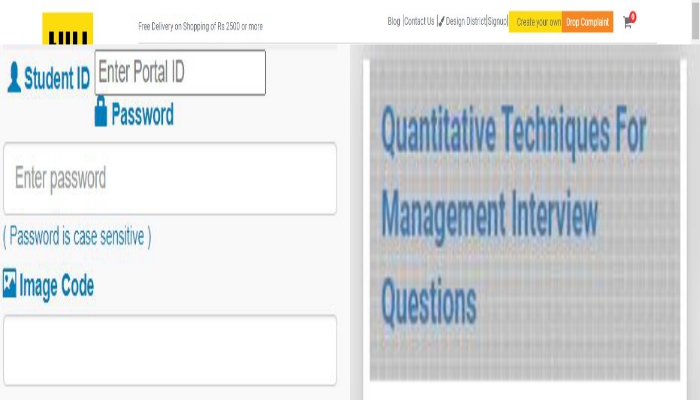 Free Delivery on Shopping of Rs 2500 or more
Blog |Contact Us | Design District|Signup| Create your own Drop Complaint
0
Student ID Enter Portal ID
Password
Enter password
( Password is case sensitive )
Image Code
Quantitative Techniques For
Management Interview
Questions